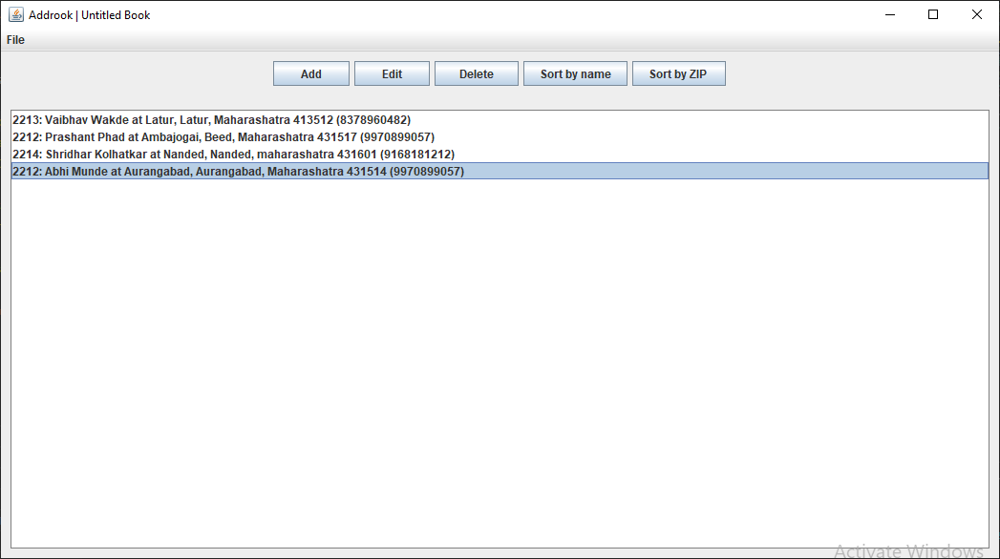 Addrook | Untitled Book
File
Add Edit Delete Sort by name Sort by ZIP
2213: Vaibhav Wakde at Latur, Latur, Maharashatra 413512 (8378960482)
2212: Prashant Phad at Ambajogai, Beed, Maharashatra 431517 (9970899057)
2214: Shridhar Kolhatkar at Nanded, Nanded, maharashatra 431601 (9168181212)
2212: Abhi Munde at Aurangabad, Aurangabad, Maharashatra 431514 (9970899057)
Activate Windows